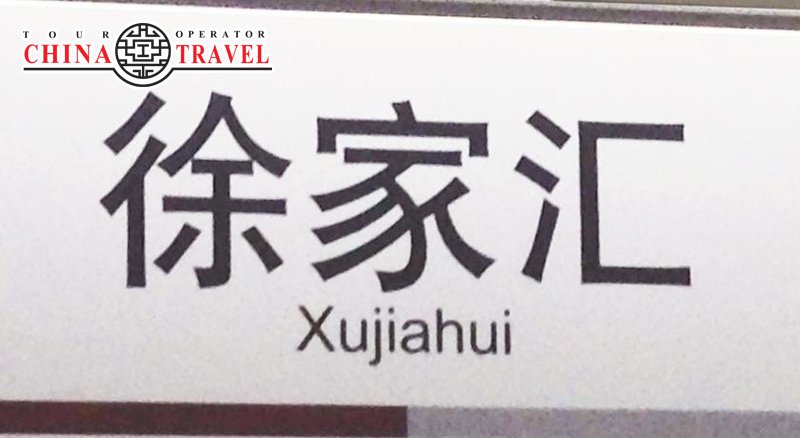 TOUR OPERATOR
CHINA TRAVEL
徐家汇
Xujiahui